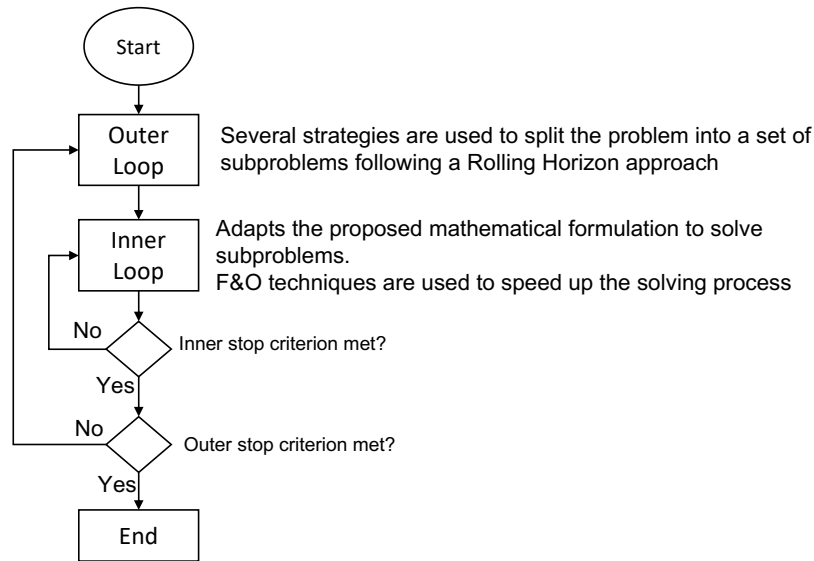 Start
Outer
Loop
Several strategies are used to split the problem into a set of
subproblems following a Rolling Horizon approach
Inner
Loop
Adapts the proposed mathematical formulation to solve
subproblems.
F&O techniques are used to speed up the solving process
No
Inner stop criterion met?
Yes
No
Outer stop criterion met?
Yes
End